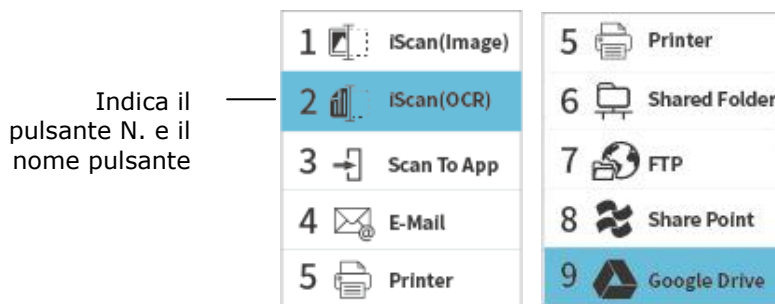 Indica il
pulsante N. e il
nome pulsante
1 iScan(Image)
2 iScan(OCR)
3 Scan To App
4 E-Mail
5 Printer
5 Printer
6 Shared Folder
7 FTP
8 Share Point
9 Google Drive